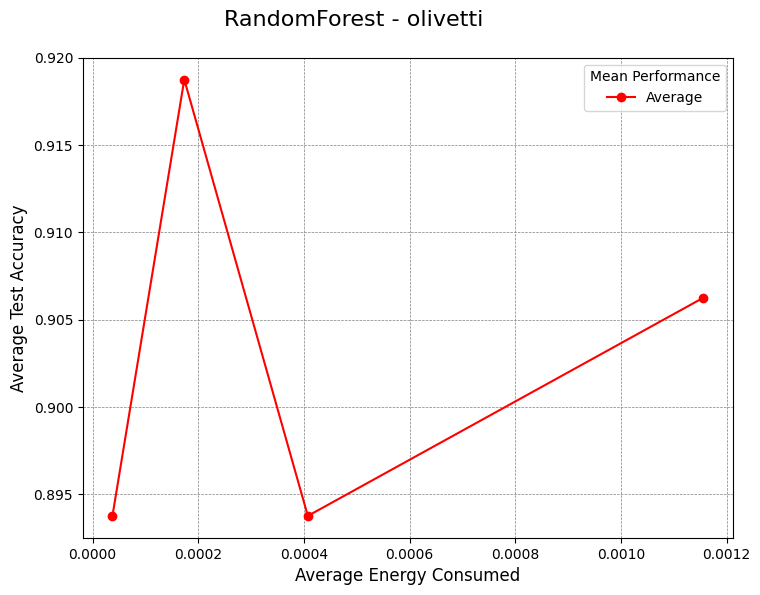 RandomForest - olivetti
Mean Performance
Average
0.920
0.915
0.910
0.905
0.900
0.895
Average Test Accuracy
0.0000 0.0002 0.0004 0.0006 0.0008 0.0010 0.0012
Average Energy Consumed